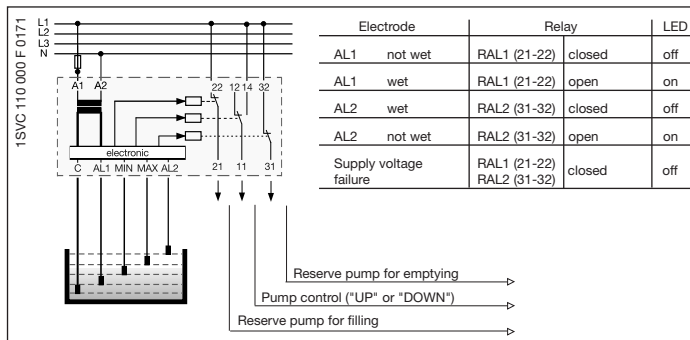 1SVC 110 000 F 0171
L1
L2
L3
N
A1 A2
22 12 14 32
electronic
C AL1 MIN MAX AL2 21 11 31
Reserve pump for emptying
Pump control ("UP" or "DOWN")
Reserve pump for filling
Electrode Relay LED
AL1 not wet RAL1 (21-22) closed off
AL1 wet RAL1 (21-22) open on
AL2 wet RAL2 (31-32) closed off
AL2 not wet RAL2 (31-32) open on
Supply voltage RAL1 (21-22)
failure RAL2 (31-32) closed off